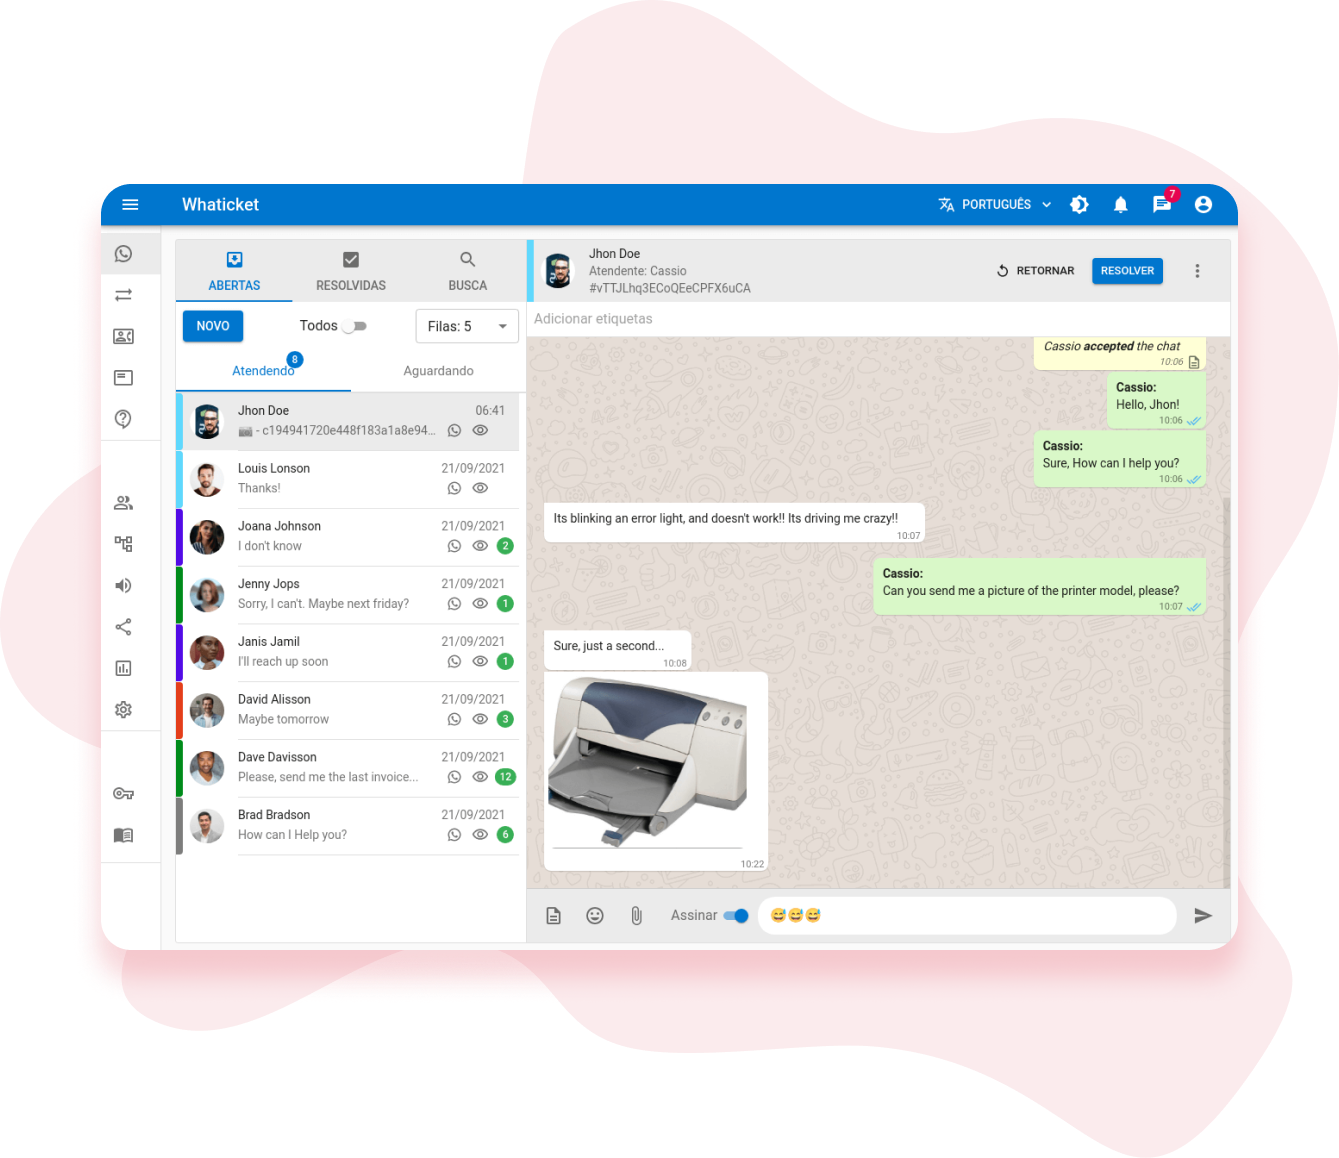 Whaticket
PORTUGUÊS
7
ABERTAS
RESOLVIDAS
BUSCA
NOVO
Todos
Filas: 5
Atendendo
8
Aguardando
Jhon Doe
06:41
- c194941720e448f183a1a8e94...
Louis Lonson
21/09/2021
Thanks!
Joana Johnson
21/09/2021
I don't know
2
Jenny Jops
21/09/2021
Sorry, I can't. Maybe next friday?
1
Janis Jamil
21/09/2021
I'll reach up soon
1
David Alisson
21/09/2021
Maybe tomorrow
3
Dave Davisson
21/09/2021
Please, send me the last invoice...
12
Brad Bradson
21/09/2021
How can I Help you?
6
Jhon Doe
Atendente: Cassio
#vTTJLhq3ECoQEeCPFX6uCA
RETORNAR
RESOLVER
Adicionar etiquetas
Cassio accepted the chat
10:06
Cassio:
Hello, Jhon!
10:06
Cassio:
Sure, How can I help you?
10:06
Its blinking an error light, and doesn't work!! Its driving me crazy!!
10:07
Cassio:
Can you send me a picture of the printer model, please?
10:07
Sure, just a second...
10:08
10:22
Assinar
😅😅😅